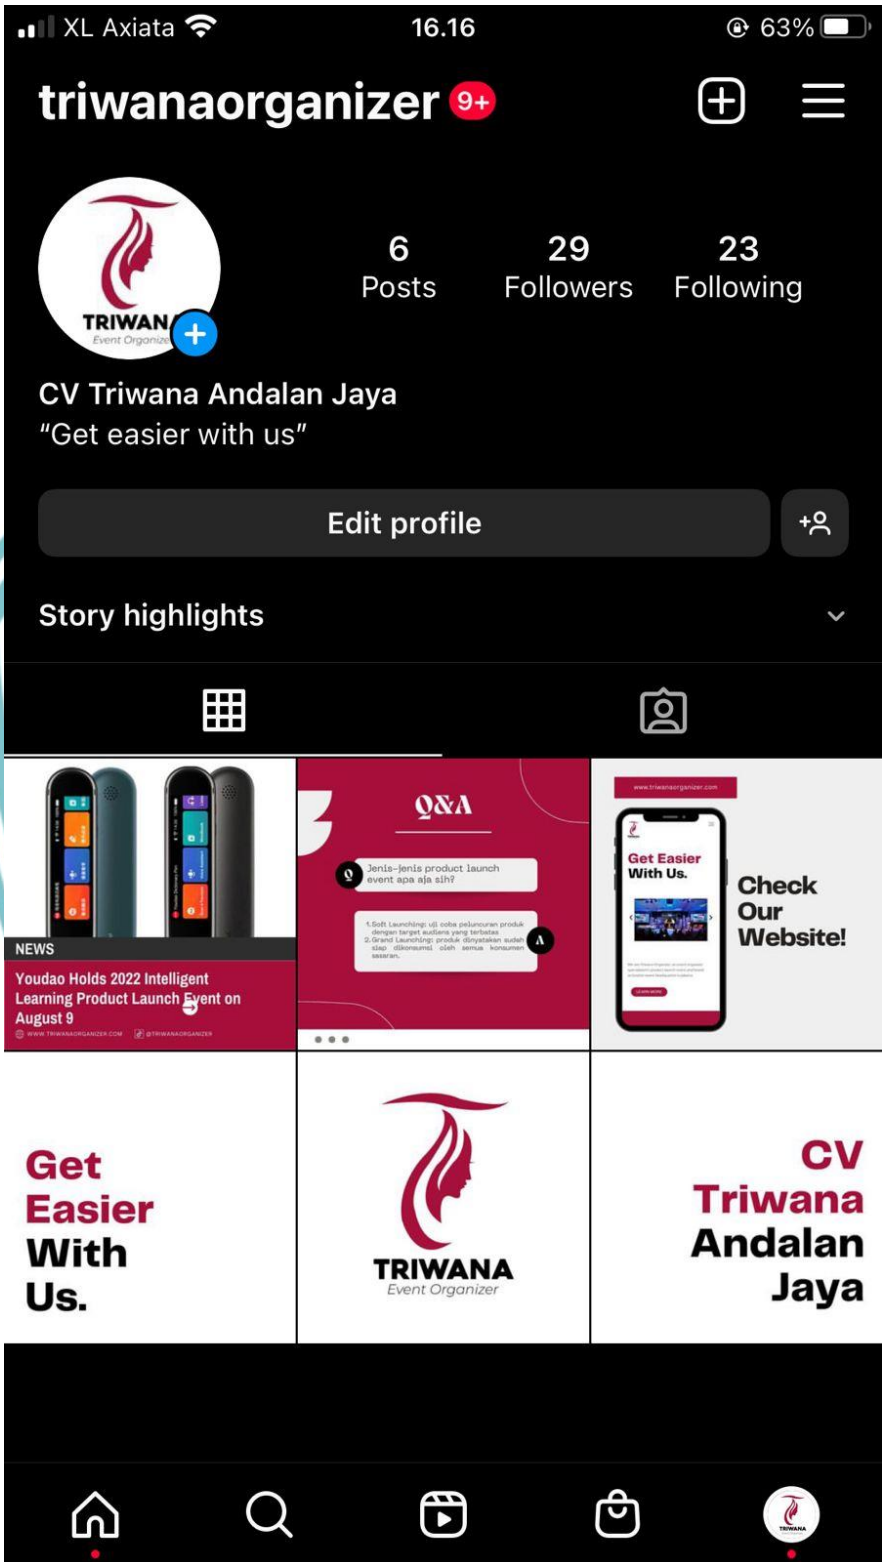 XL Axiata 16.16 63%
triwanaorganizer 9+
TRIWANA
Event Organize
6 29 23
Posts Followers Following
CV Triwana Andalan Jaya
“Get easier with us”
Edit profile
Story highlights
NEWS
Youdao Holds 2022 Intelligent
Learning Product Launch Event on
August 9
WWW.TRIWANAORGANIZER.COM @TRIWANAORGANIZER
Q&A
Q
Jenis-jenis product launch
event apa aja sih?
1.Soft Launching: uji coba peluncuran produk
dengan target audiens yang terbatas
2.Grand Launching: produk dinyatakan sudah
siap dikonsumsi oleh semua konsumen
sasaran.
A
www.triwanaorganizer.com
TRIWANA
Get Easier
With Us.
LEARN MORE
Check
Our
Website!
Get
Easier
With
Us.
TRIWANA
Event Organizer
CV
Triwana
Andalan
Jaya
TRIWANA